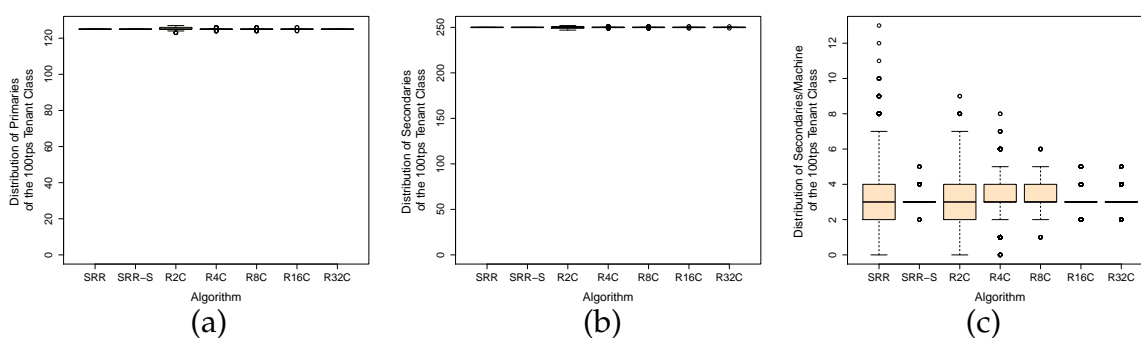 Distribution of Primaries
of the 100tps Tenant Class
0 20 40 60 80 100 120
SRR SRR−S R2C R4C R8C R16C R32C
Algorithm
(a)
Distribution of Secondaries
of the 100tps Tenant Class
0 50 100 150 200 250
SRR SRR−S R2C R4C R8C R16C R32C
Algorithm
(b)
Distribution of Secondaries/Machine
of the 100tps Tenant Class
0 2 4 6 8 10 12
SRR SRR−S R2C R4C R8C R16C R32C
Algorithm
(c)